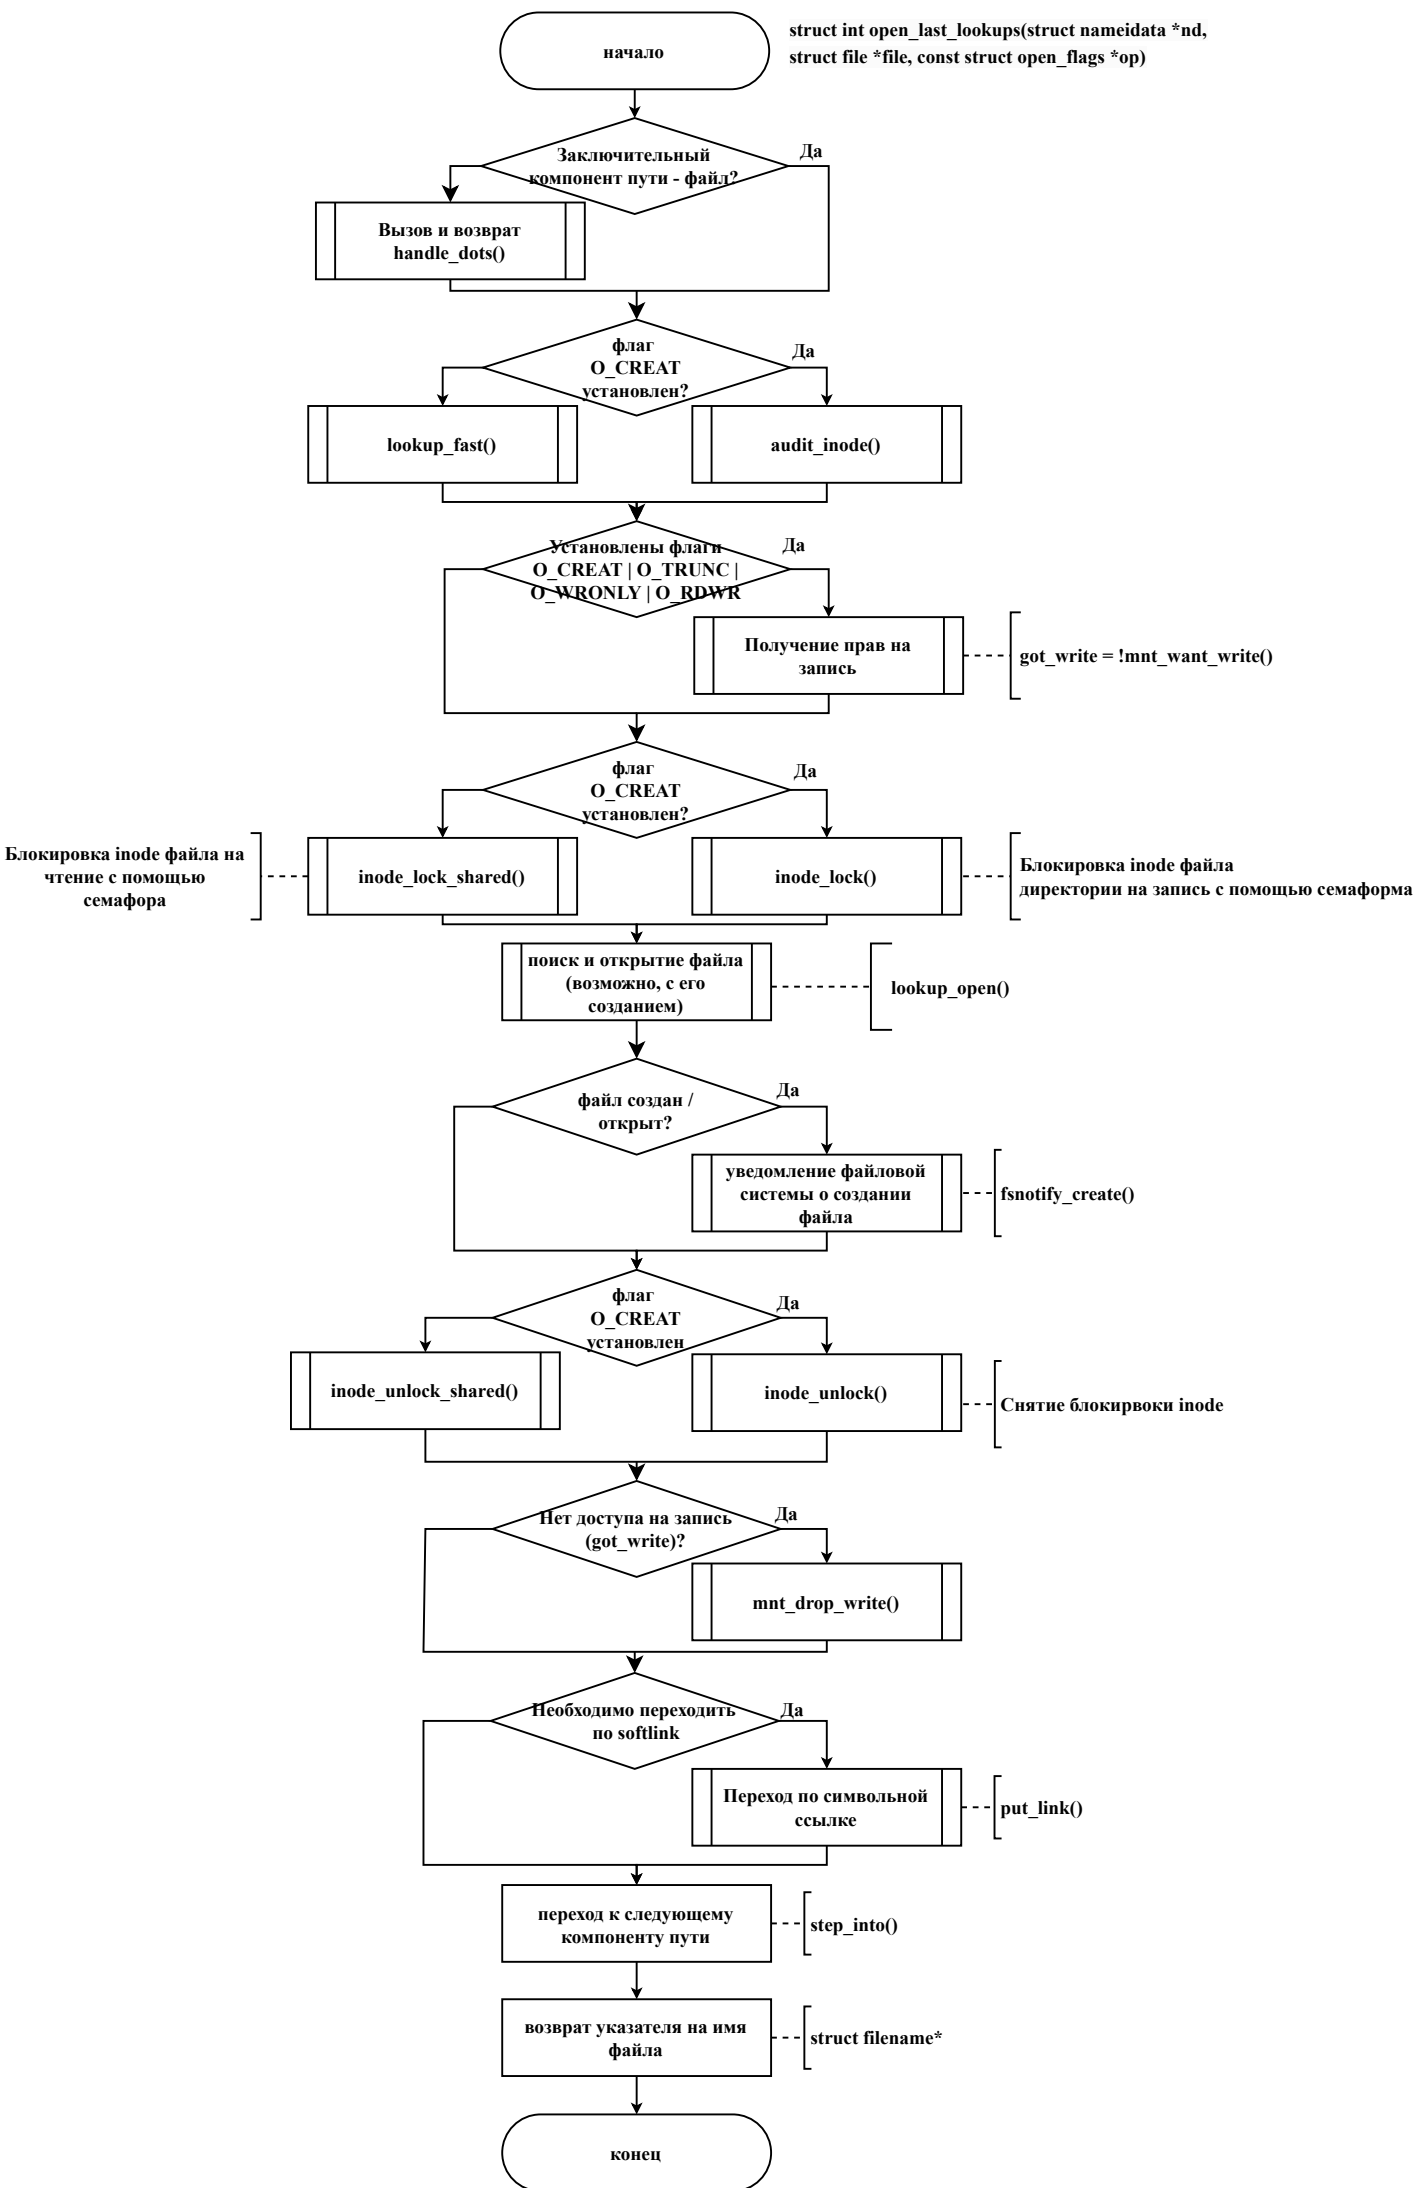 начало
struct int open_last_lookups(struct nameidata *nd,
struct file *file, const struct open_flags *op)
Заключительный
компонент пути - файл?
Да
Вызов и возврат
handle_dots()
флаг
O_CREAT
установлен?
Да
lookup_fast()
audit_inode()
Установлены флаги
O_CREAT | O_TRUNC |
O_WRONLY | O_RDWR
Да
Получение прав на
запись
got_write = !mnt_want_write()
флаг
O_CREAT
установлен?
Да
Блокировка inode файла на
чтение с помощью
семафора
inode_lock_shared()
inode_lock()
Блокировка inode файла
директории на запись с помощью семаформа
поиск и открытие файла
(возможно, с его
созданием)
lookup_open()
файл создан /
открыт?
Да
уведомление файловой
системы о создании
файла
fsnotify_create()
флаг
O_CREAT
установлен
Да
inode_unlock_shared()
inode_unlock()
Снятие блокирвоки inode
Нет доступа на запись
(got_write)?
Да
mnt_drop_write()
Необходимо переходить
по softlink
Да
Переход по символьной
ссылке
put_link()
переход к следующему
компоненту пути
step_into()
возврат указателя на имя
файла
struct filename*
конец